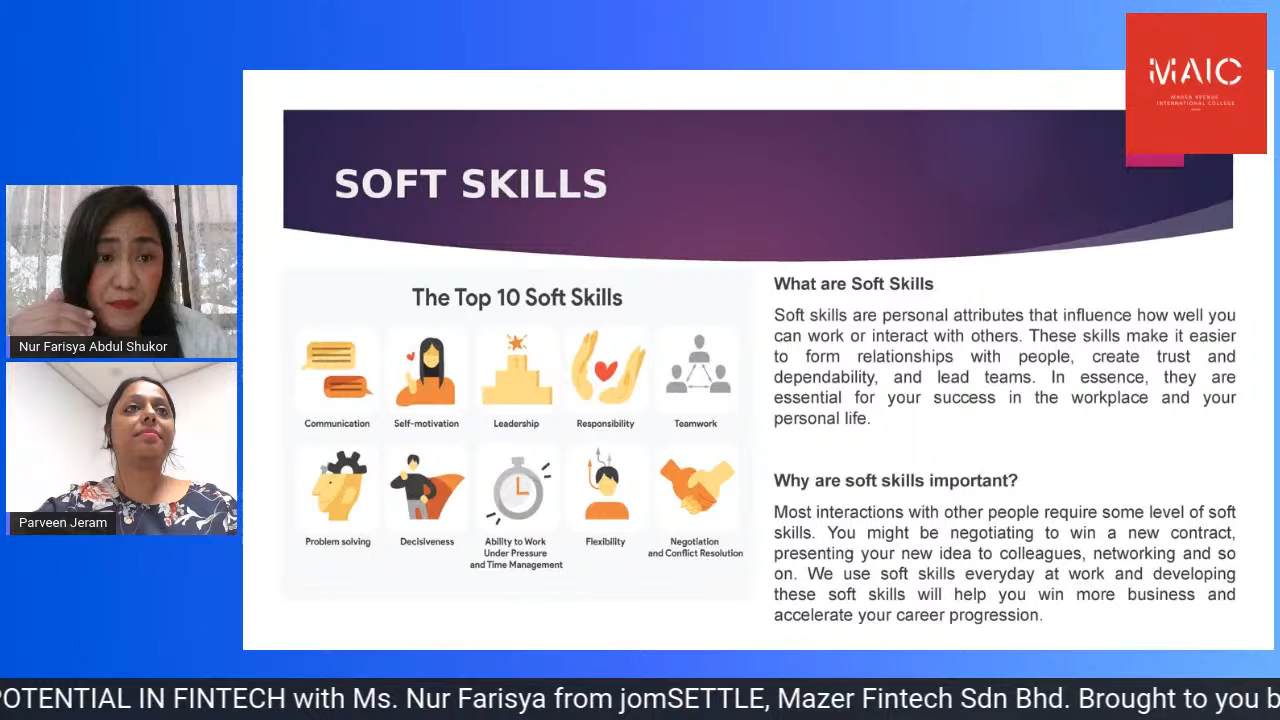 MAIC
MAHSA AVENUE
INTERNATIONAL COLLEGE
SOFT SKILLS
Nur Farisya Abdul Shukor
Parveen Jeram
The Top 10 Soft Skills
Communication
Self-motivation
Leadership
Responsibility
Teamwork
Problem solving
Decisiveness
Ability to Work
Under Pressure
and Time Management
Flexibility
Negotiation
and Conflict Resolution
What are Soft Skills
Soft skills are personal attributes that influence how well you
can work or interact with others. These skills make it easier
to form relationships with people, create trust and
dependability, and lead teams. In essence, they are
essential for your success in the workplace and your
personal life.
Why are soft skills important?
Most interactions with other people require some level of soft
skills. You might be negotiating to win a new contract,
presenting your new idea to colleagues, networking and so
on. We use soft skills everyday at work and developing
these soft skills will help you win more business and
accelerate your career progression.
POTENTIAL IN FINTECH with Ms. Nur Farisya from jomSETTLE, Mazer Fintech Sdn Bhd. Brought to you b